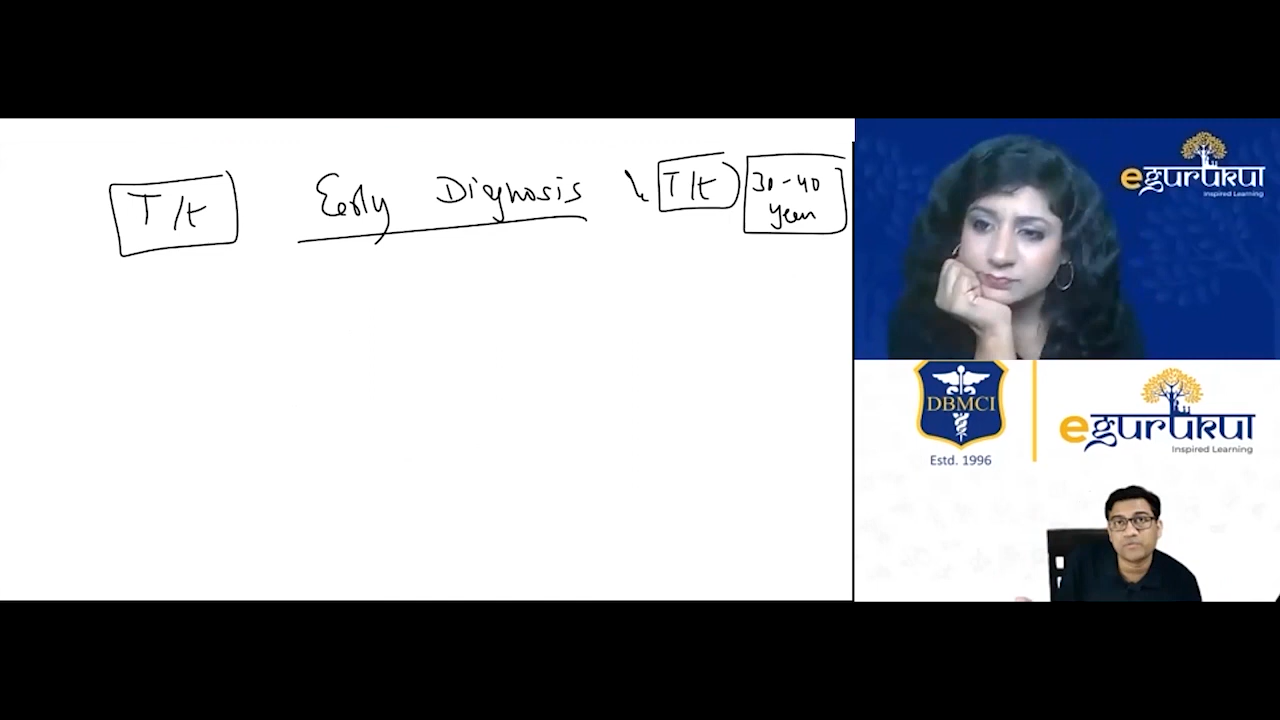 T/t Early Diagnosis T/t 30-40
year
egurukul
Inspired Learning
DBMCI
Estd. 1996
egurukul
Inspired Learning